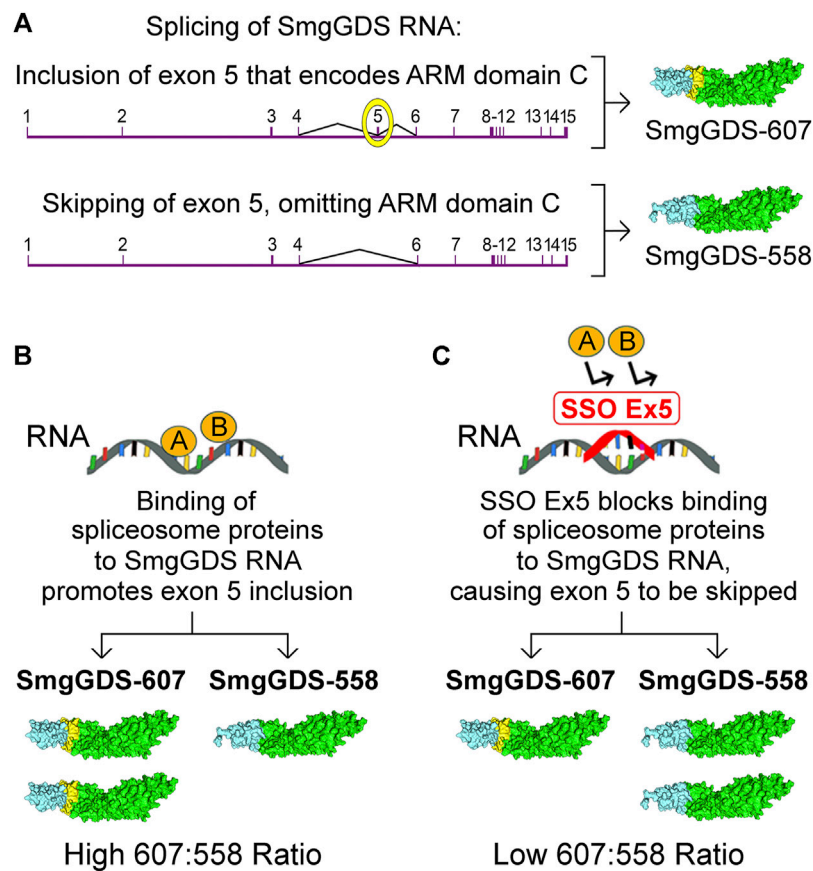 A
Splicing of SmgGDS RNA:
Inclusion of exon 5 that encodes ARM domain C
1 2 3 4 5 6 7 8-12 13 14 15
SmgGDS-607
Skipping of exon 5, omitting ARM domain C
1 2 3 4 6 7 8-12 13 14 15
SmgGDS-558
B
RNA
A
B
Binding of
spliceosome proteins
to SmgGDS RNA
promotes exon 5 inclusion
SmgGDS-607 SmgGDS-558
High 607:558 Ratio
C
A B
SSO Ex5
RNA
SSO Ex5 blocks binding
of spliceosome proteins
to SmgGDS RNA,
causing exon 5 to be skipped
SmgGDS-607 SmgGDS-558
Low 607:558 Ratio